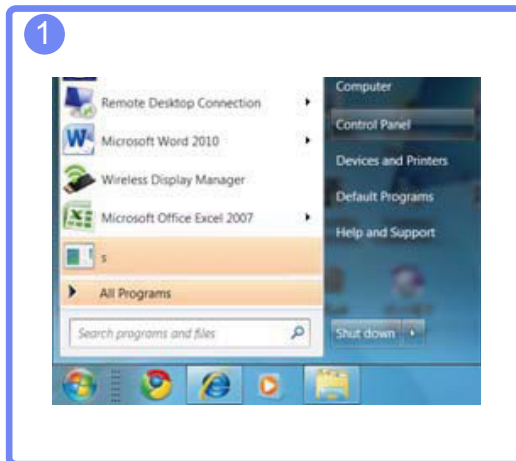 1
Remote Desktop Connection
Microsoft Word 2010
Wireless Display Manager
Microsoft Office Excel 2007
s
All Programs
Search programs and files
Computer
Control Panel
Devices and Printers
Default Programs
Help and Support
Shut down